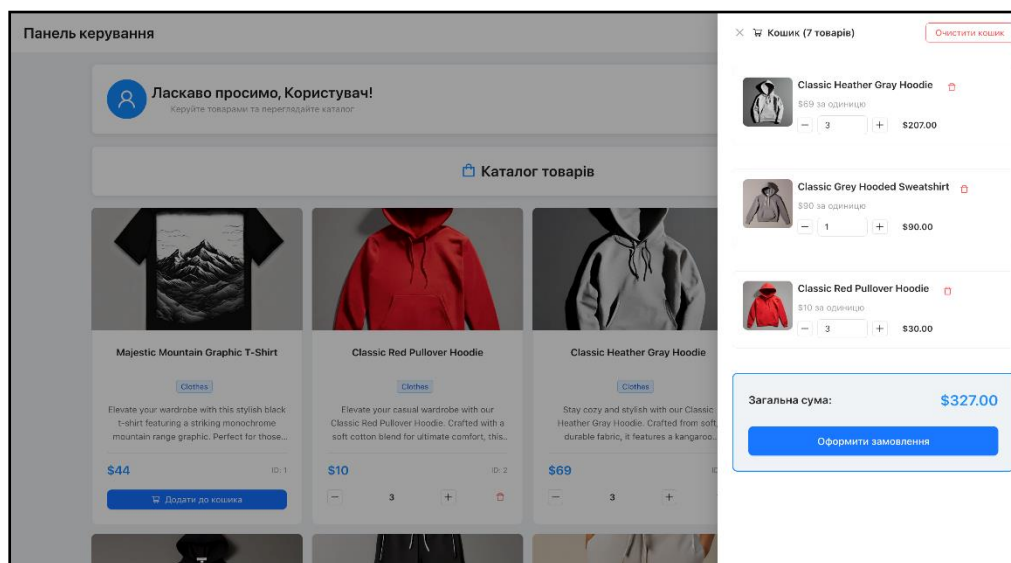 Панель керування
Ласкаво просимо, Користувач!
Керуйте товарами та переглядайте каталог
Каталог товарів
Majestic Mountain Graphic T-Shirt
Clothes
Elevate your wardrobe with this stylish black
t-shirt featuring a striking monochrome
mountain range graphic. Perfect for those...
$44
ID: 1
Додати до кошика
Classic Red Pullover Hoodie
Clothes
Elevate your casual wardrobe with our
Classic Red Pullover Hoodie. Crafted with a
soft cotton blend for ultimate comfort, this...
$10
ID: 2
3
Classic Heather Gray Hoodie
Clothes
Stay cozy and stylish with our Classic
Heather Gray Hoodie. Crafted from soft,
durable fabric, it features a kangaroo...
$69
3
Кошик (7 товарів)
Очистити кошик
Classic Heather Gray Hoodie
$69 за одиницю
3
$207.00
Classic Grey Hooded Sweatshirt
$90 за одиницю
1
$90.00
Classic Red Pullover Hoodie
$10 за одиницю
3
$30.00
Загальна сума:
$327.00
Оформити замовлення